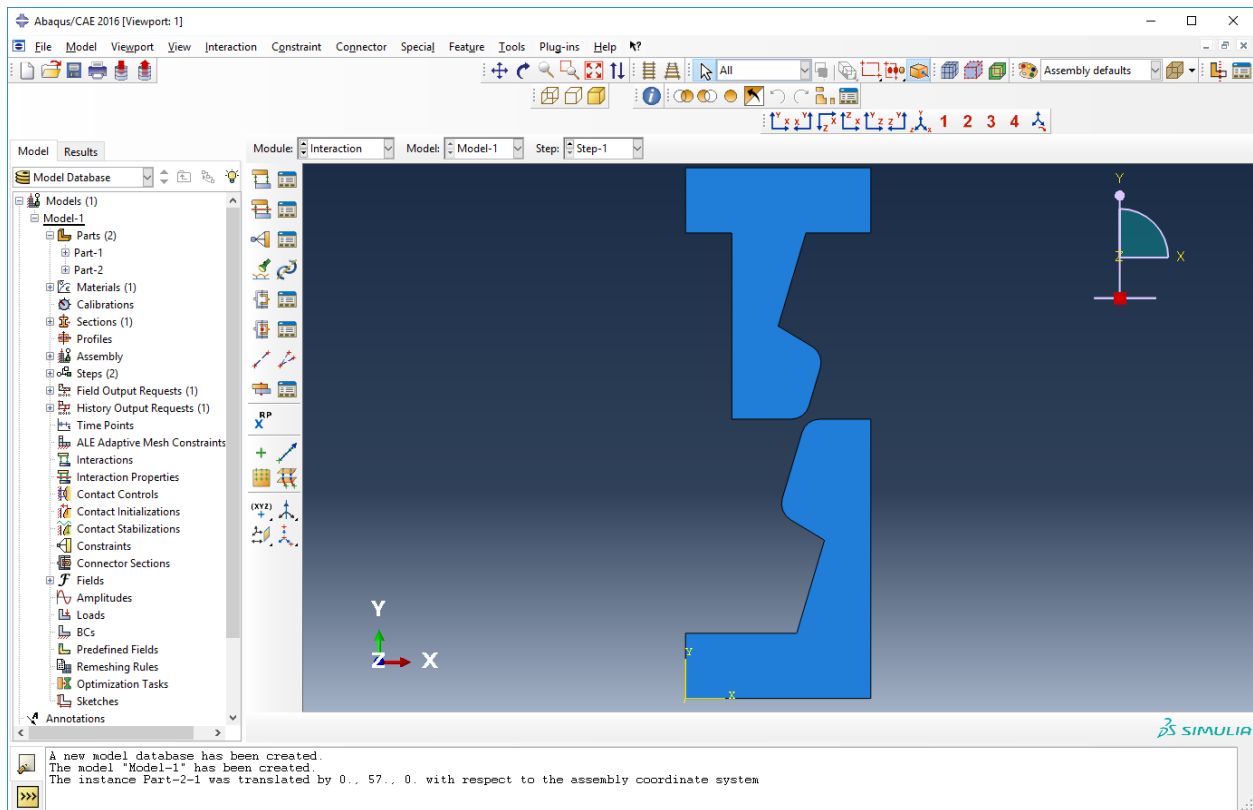 Abaqus/CAE 2016 [Viewport: 1]
File Model Viewport View Interaction Constraint Connector Special Feature Tools Plug-ins Help
All
Assembly defaults
1 2 3 4
Model Results
Module: Interaction Model: Model-1 Step: Step-1
Model Database
Models (1)
Model-1
Parts (2)
Part-1
Part-2
Materials (1)
Calibrations
Sections (1)
Profiles
Assembly
Steps (2)
Field Output Requests (1)
History Output Requests (1)
Time Points
ALE Adaptive Mesh Constraints
Interactions
Interaction Properties
Contact Controls
Contact Initializations
Contact Stabilizations
Constraints
Connector Sections
Fields
Amplitudes
Loads
BCs
Predefined Fields
Remeshing Rules
Optimization Tasks
Sketches
Annotations
RP
(XYZ)
Y
Z X
Y
X
Y
Z X
SIMULIA
A new model database has been created.
The model "Model-1" has been created.
The instance Part-2-1 was translated by 0., 57., 0. with respect to the assembly coordinate system